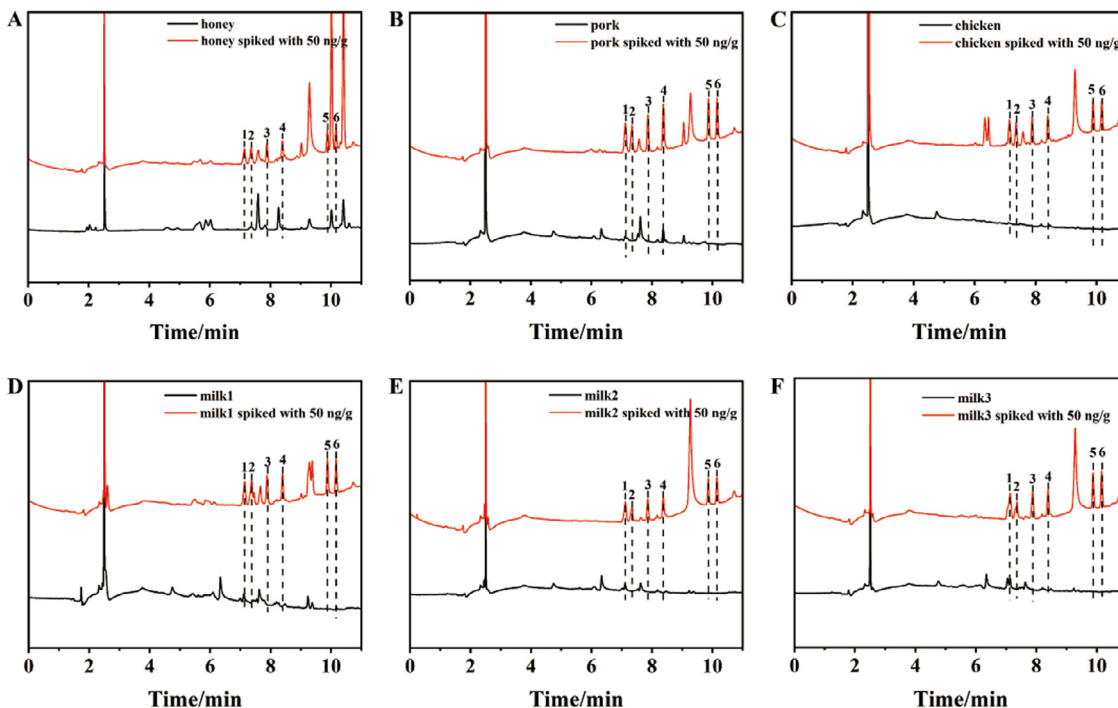 A
honey
honey spiked with 50 ng/g
1 2 3 4 5 6
0 2 4 6 8 10
Time/min
B
pork
pork spiked with 50 ng/g
1 2 3 4 5 6
0 2 4 6 8 10
Time/min
C
chicken
chicken spiked with 50 ng/g
1 2 3 4 5 6
0 2 4 6 8 10
Time/min
D
milk1
milk1 spiked with 50 ng/g
1 2 3 4 5 6
0 2 4 6 8 10
Time/min
E
milk2
milk2 spiked with 50 ng/g
1 2 3 4 5 6
0 2 4 6 8 10
Time/min
F
milk3
milk3 spiked with 50 ng/g
1 2 3 4 5 6
0 2 4 6 8 10
Time/min